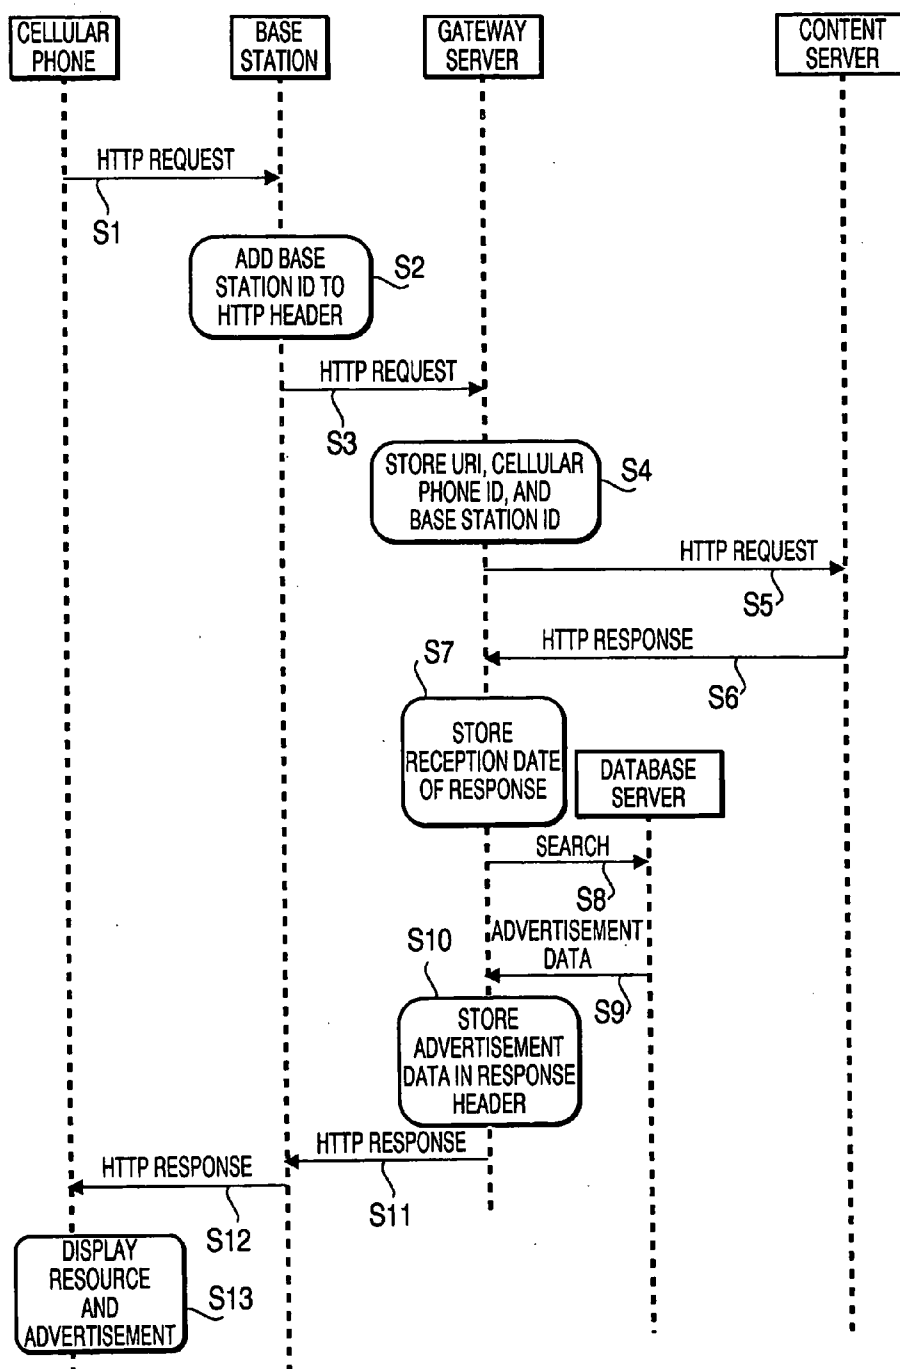 CELLULAR
PHONE
BASE
STATION
GATEWAY
SERVER
CONTENT
SERVER
HTTP REQUEST
S1
ADD BASE
STATION ID TO
HTTP HEADER
S2
HTTP REQUEST
S3
STORE URI, CELLULAR
PHONE ID, AND
BASE STATION ID
S4
HTTP REQUEST
S5
HTTP RESPONSE
S6
S7
STORE
RECEPTION DATE
OF RESPONSE
DATABASE
SERVER
SEARCH
S8
ADVERTISEMENT
DATA
S9
S10
STORE
ADVERTISEMENT
DATA IN RESPONSE
HEADER
HTTP RESPONSE
S11
HTTP RESPONSE
S12
DISPLAY
RESOURCE
AND
ADVERTISEMENT
S13